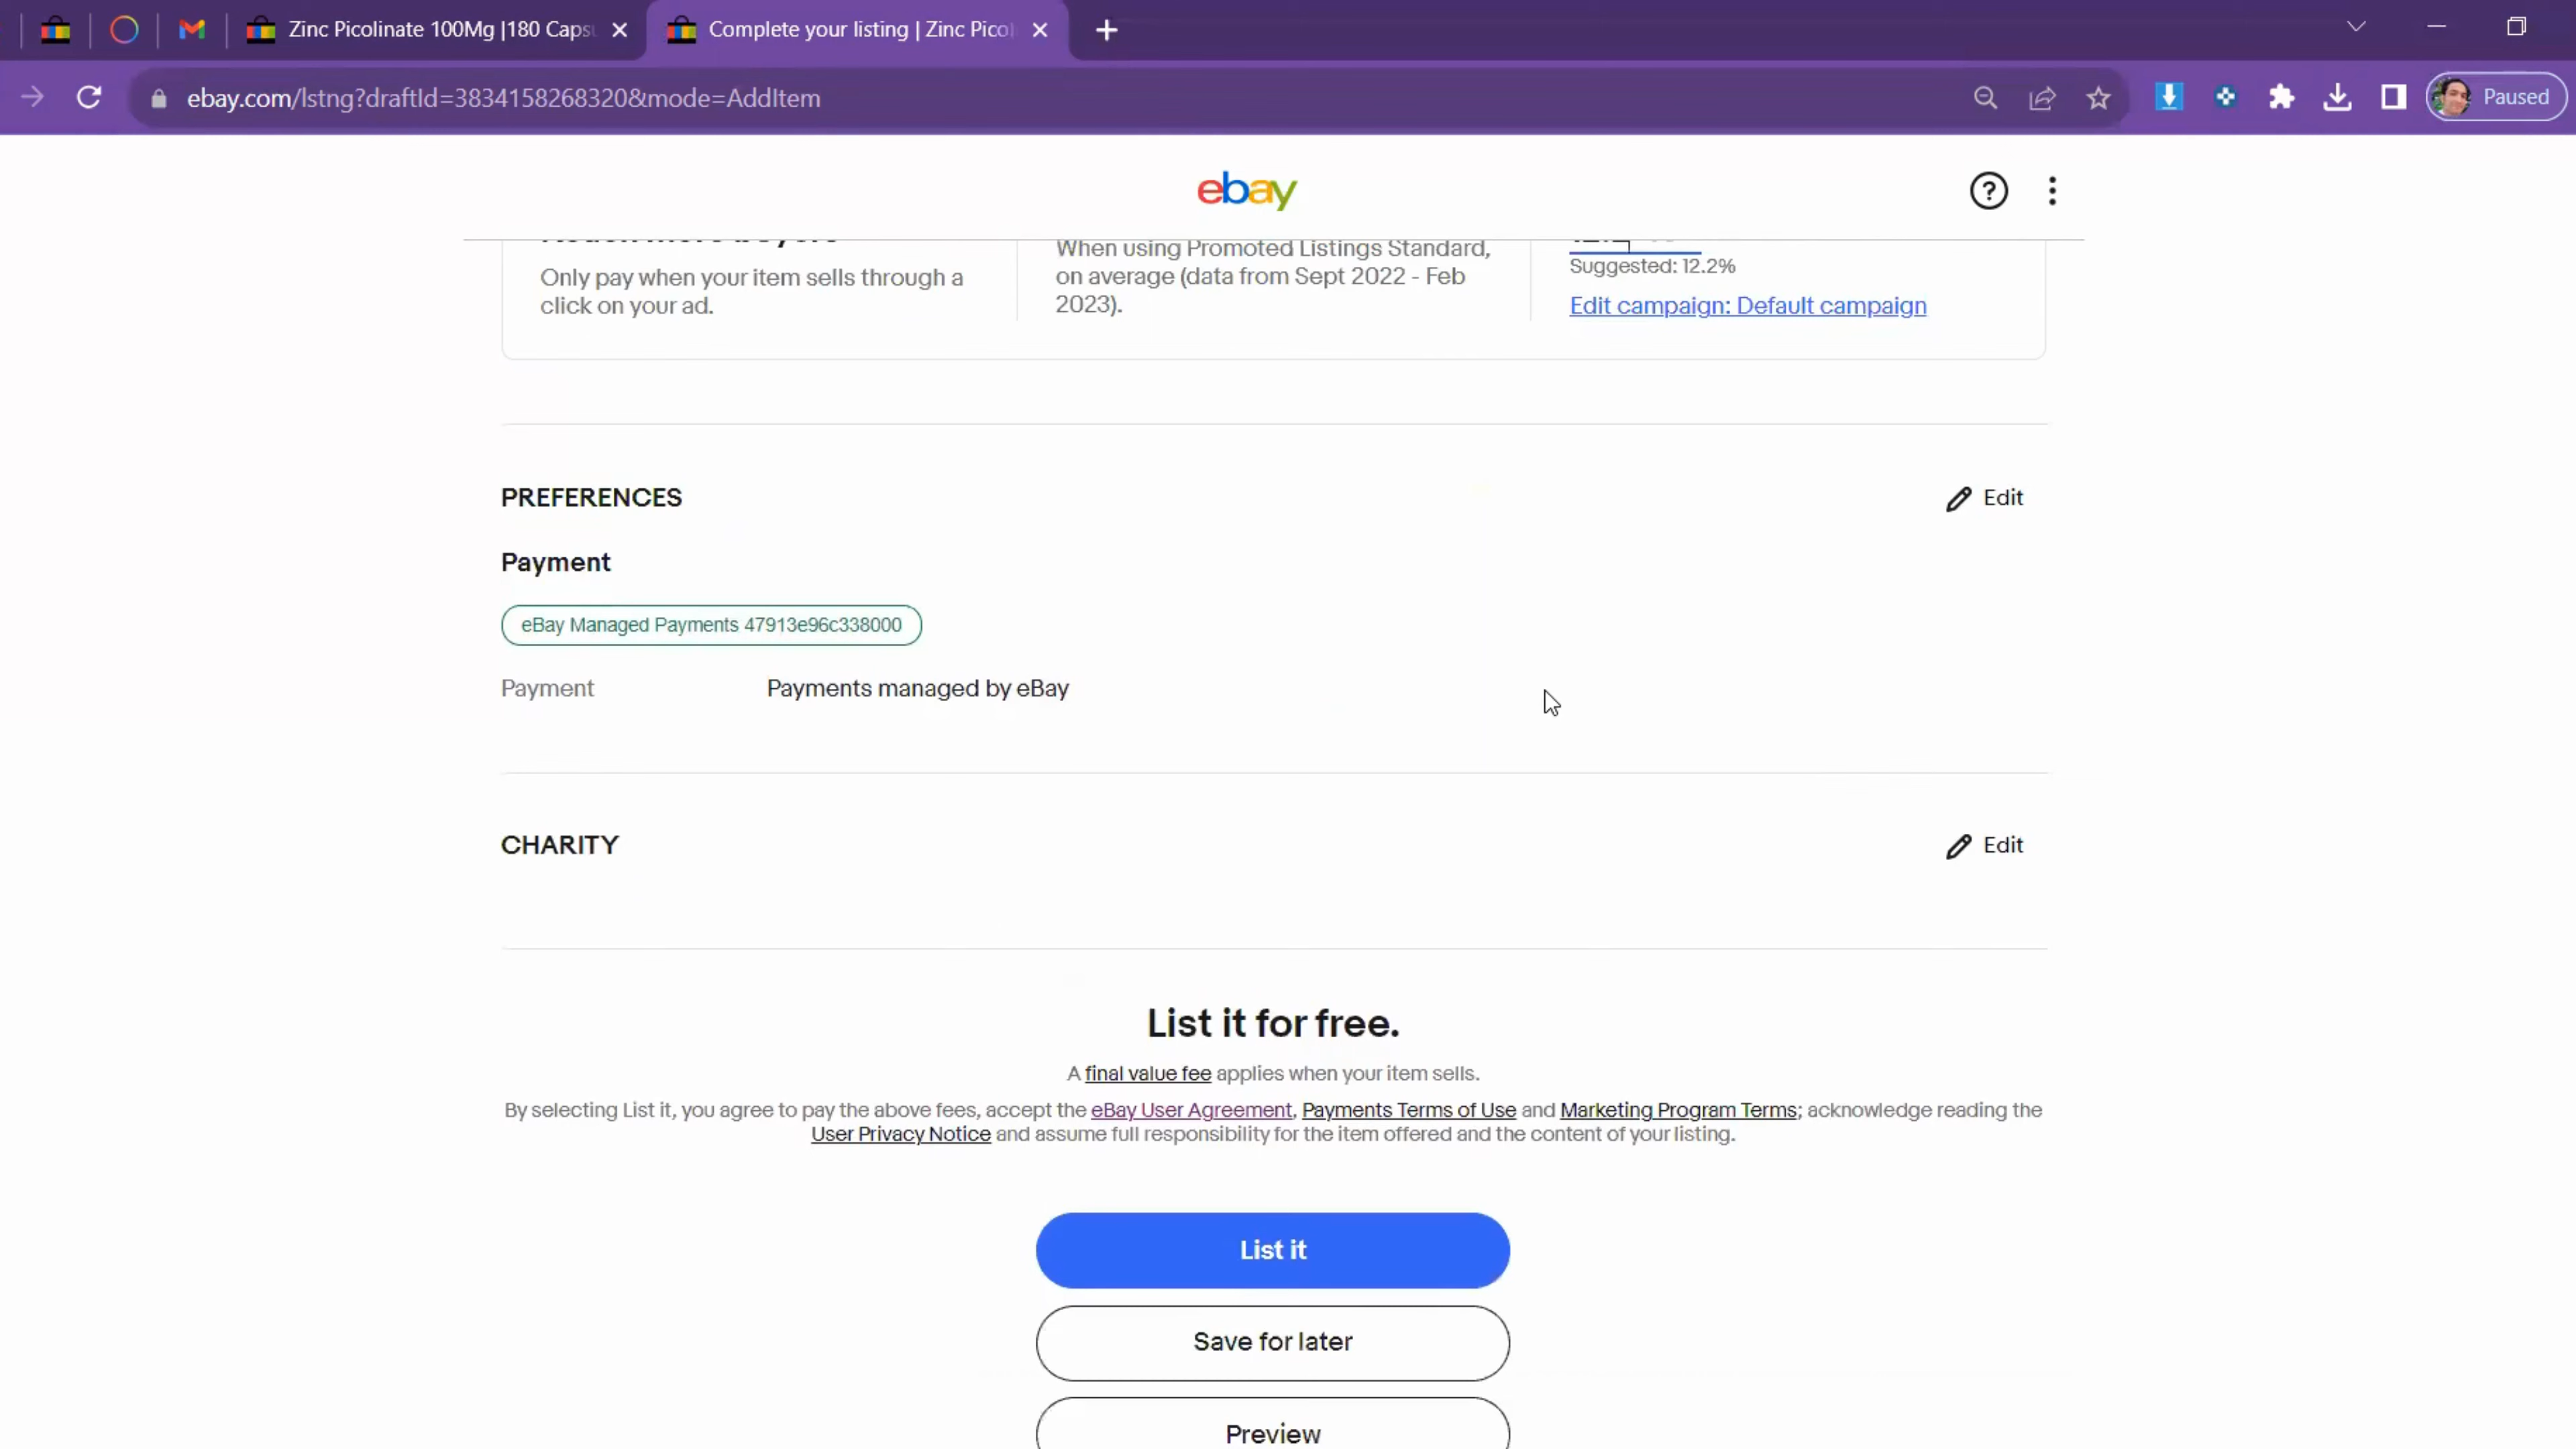 Zinc Picolinate 100Mg |180 Caps
Complete your listing | Zinc Pico
ebay.com/lstng?draftId=3834158268320&mode=AddItem
Paused
ebay
Only pay when your item sells through a
click on your ad.
When using Promoted Listings Standard,
on average (data from Sept 2022 - Feb
2023).
Suggested: 12.2%
Edit campaign: Default campaign
PREFERENCES
Edit
Payment
eBay Managed Payments 47913e96c338000
Payment
Payments managed by eBay
CHARITY
Edit
List it for free.
A final value fee applies when your item sells.
By selecting List it, you agree to pay the above fees, accept the eBay User Agreement, Payments Terms of Use and Marketing Program Terms; acknowledge reading the
User Privacy Notice and assume full responsibility for the item offered and the content of your listing.
List it
Save for later
Preview